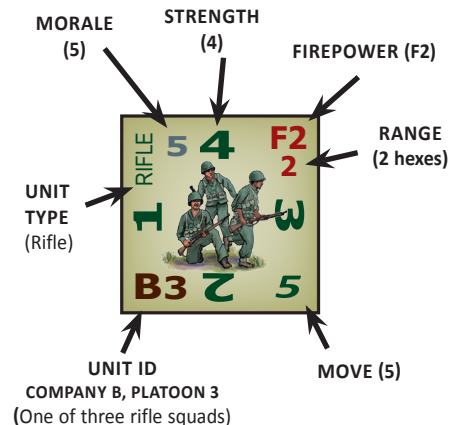 MORALE
(5)
STRENGTH
(4)
FIREPOWER (F2)
RANGE
(2 hexes)
UNIT
TYPE
(Rifle)
RIFLE
5
4
F2
2
1
3
B3
2
5
UNIT ID
COMPANY B, PLATOON 3
(One of three rifle squads)
MOVE (5)